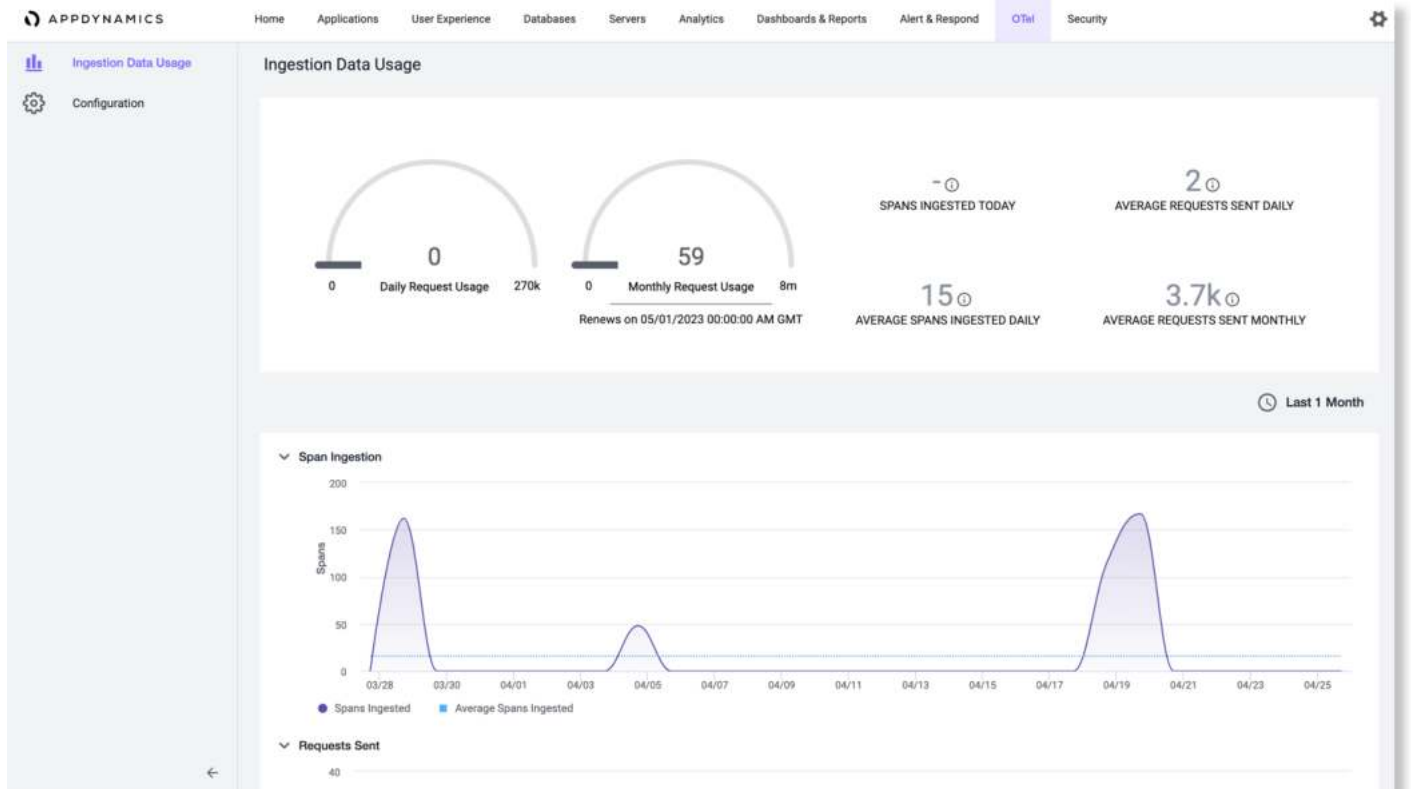 APPDYNAMICS
Home Applications User Experience Databases Servers Analytics Dashboards & Reports Alert & Respond OTel Security
Ingestion Data Usage
Configuration
Ingestion Data Usage
0
0 Daily Request Usage 270k
59
0 Monthly Request Usage 8m
Renews on 05/01/2023 00:00:00 AM GMT
-
SPANS INGESTED TODAY
2
AVERAGE REQUESTS SENT DAILY
15
AVERAGE SPANS INGESTED DAILY
3.7k
AVERAGE REQUESTS SENT MONTHLY
Last 1 Month
Span Ingestion
200
150
100
50
0
Spans
03/28 03/30 04/01 04/03 04/05 04/07 04/09 04/11 04/13 04/15 04/17 04/19 04/21 04/23 04/25
Spans Ingested Average Spans Ingested
Requests Sent
40